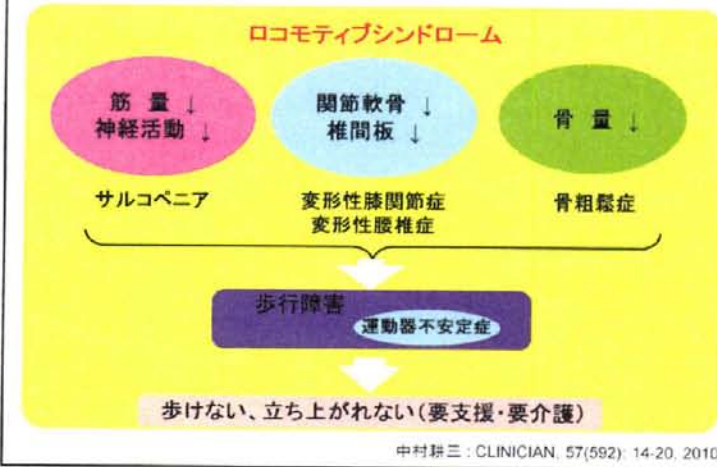 ロコモティブシンドローム
筋 量 ↓
神経活動 ↓
関節軟骨 ↓
椎間板 ↓
骨 量 ↓
サルコペニア
変形性膝関節症
変形性腰椎症
骨粗鬆症
歩行障害
運動器不安定症
歩けない、立ち上がれない(要支援・要介護)
中村耕三 : CLINICIAN, 57(592): 14-20, 2010